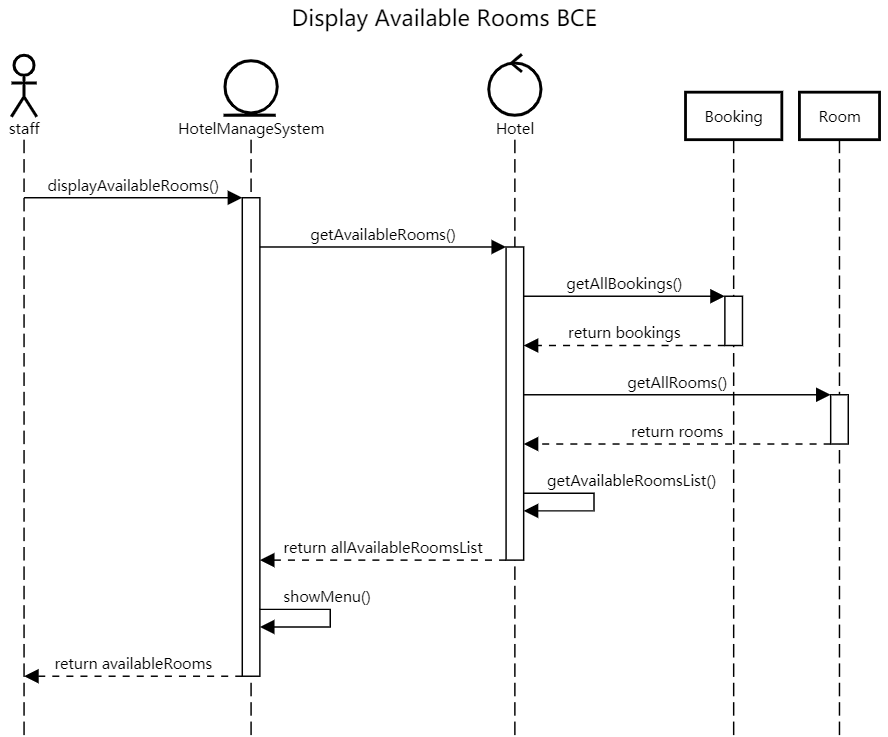 Display Available Rooms BCE
staff
HotelManageSystem
Hotel
Booking
Room
displayAvailableRooms()
getAvailableRooms()
getAllBookings()
return bookings
getAllRooms()
return rooms
getAvailableRoomsList()
return allAvailableRoomsList
showMenu()
return availableRooms